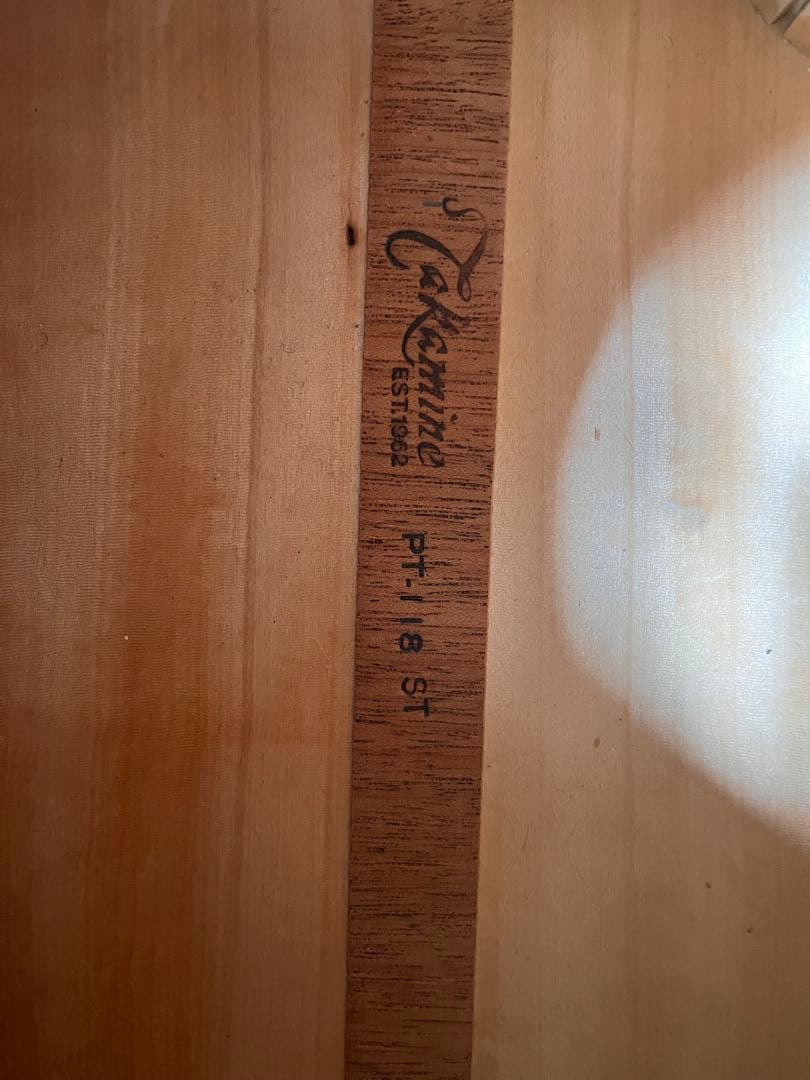 Takamine
EST.1962
PT-118 ST